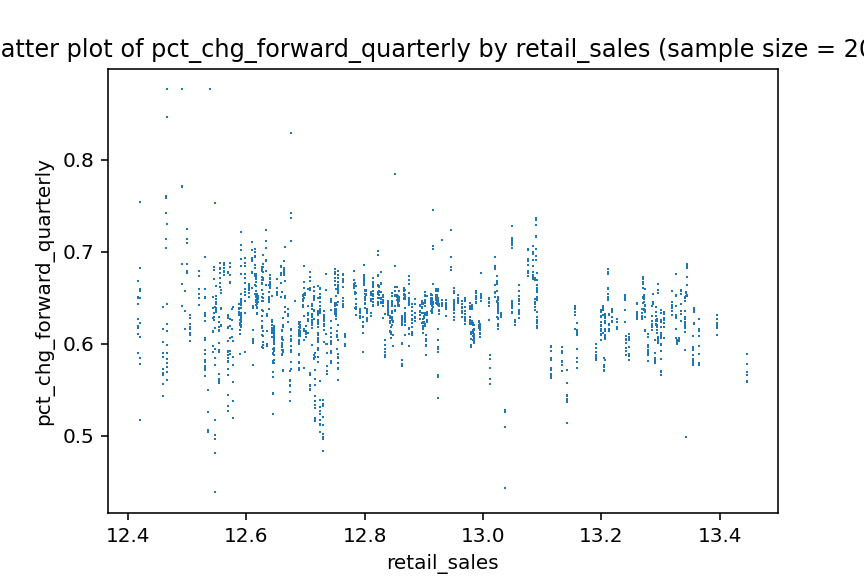 atter plot of pct_chg_forward_quarterly by retail_sales (sample size = 20
pct_chg_forward_quarterly
0.8
0.7
0.6
0.5
12.4 12.6 12.8 13.0 13.2 13.4
retail_sales